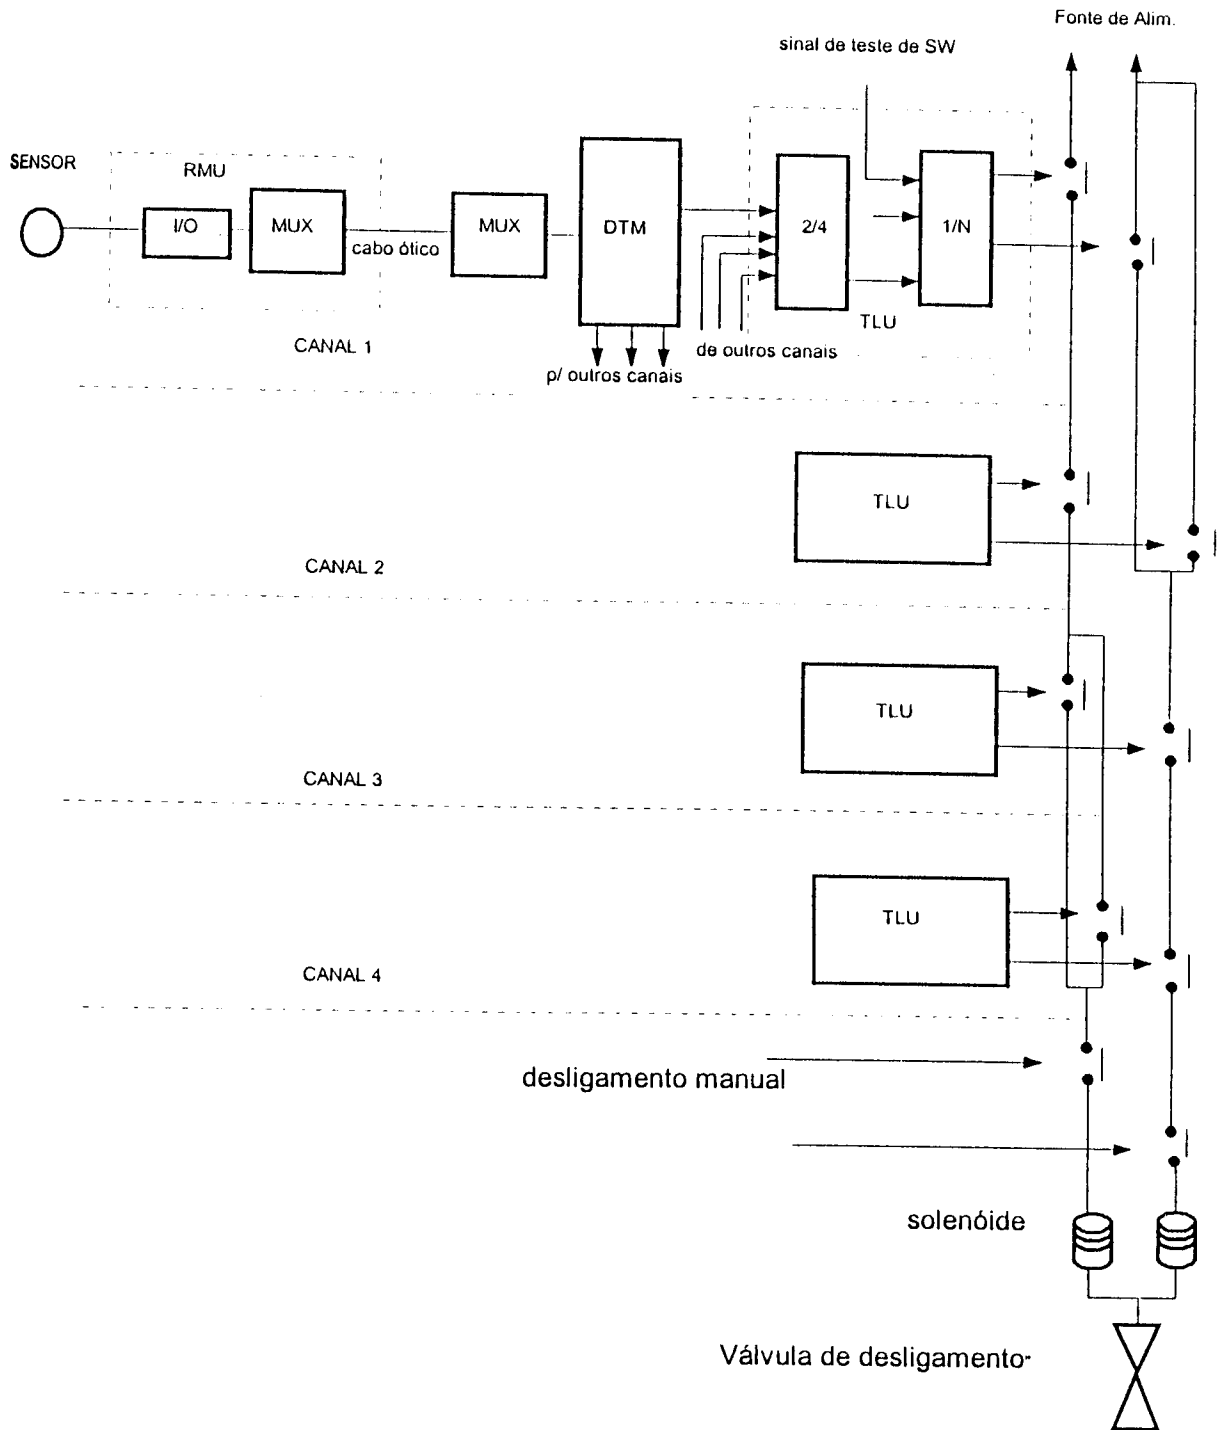 Fonte de Alim.
sinal de teste de SW
SENSOR
RMU
I/O
MUX
cabo ótico
MUX
DTM
2/4
1/N
TLU
de outros canais
p/ outros canais
CANAL 1
TLU
CANAL 2
TLU
CANAL 3
TLU
CANAL 4
desligamento manual
solenóide
Válvula de desligamento